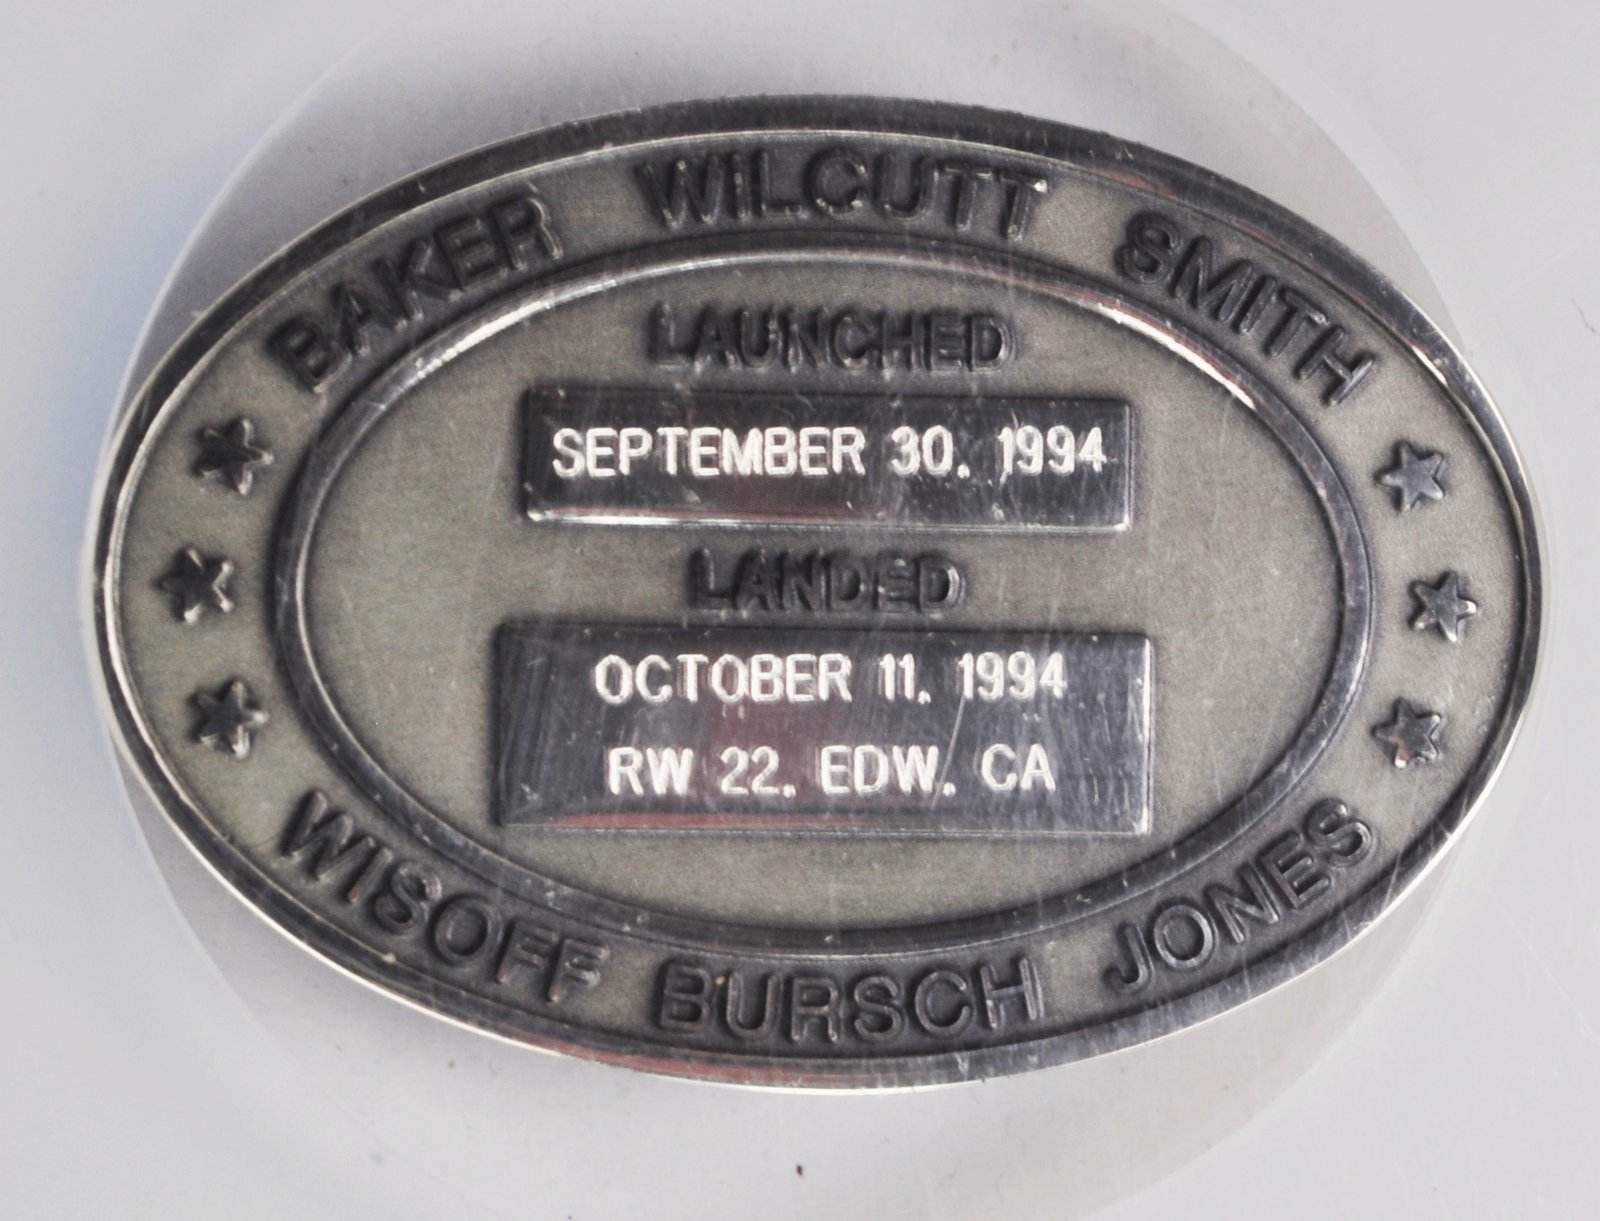 BAKER WILCUTT SMITH
LAUNCHED
SEPTEMBER 30, 1994
LANDED
OCTOBER 11, 1994
RW 22, EDW, CA
WISOFF BURSCH JONES